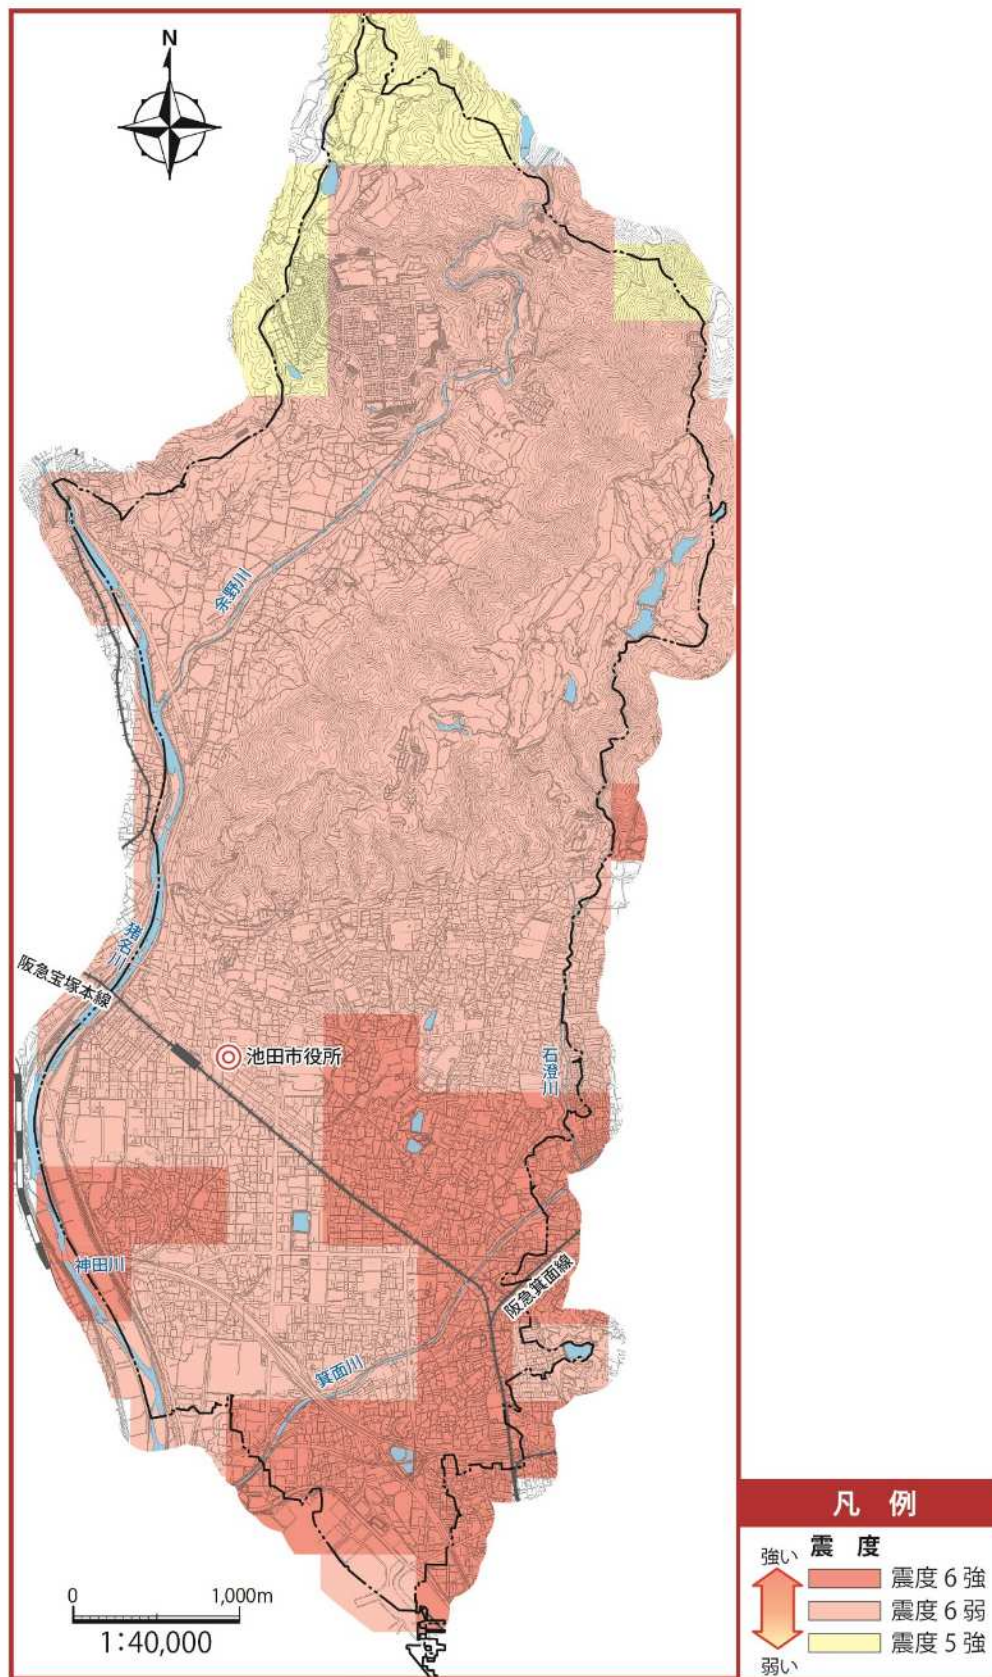 N
余野川
猪名川
阪急宝塚本線
池田市役所
石澄川
神田川
阪急箕面線
箕面川
0 1,000m
1:40,000
凡 例
震 度
強い
震度6強
震度6弱
震度5強
弱い